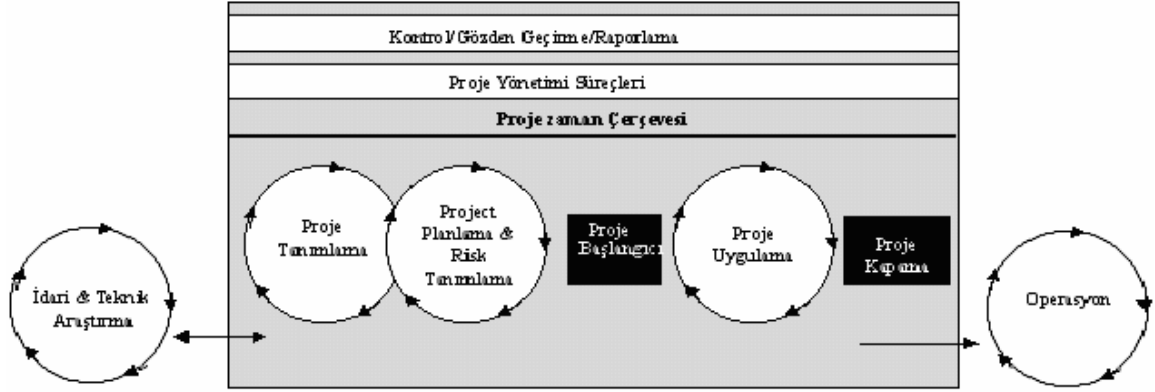 Kontrol/Gözden Geçirme/Raporlama
Proje Yönetimi Süreçleri
Proje zaman Çerçevesi
İdari & Teknik
Araştırma
Proje
Tanımlama
Project
Planlama &
Risk
Tanımlama
Proje
Başlangıcı
Proje
Uygulama
Proje
Kapama
Operasyon